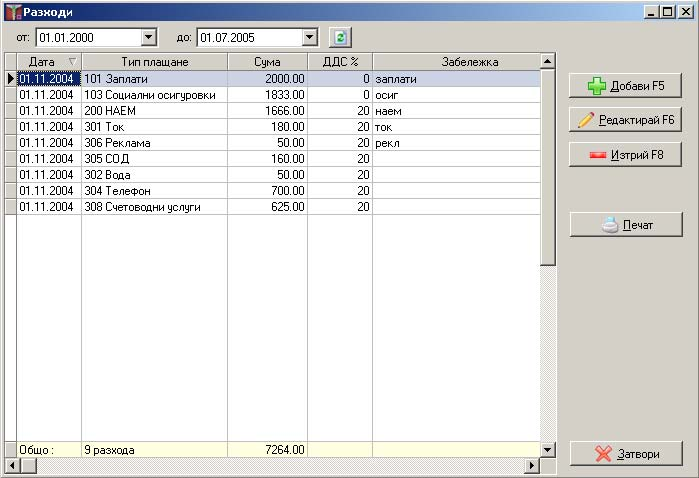 Разходи
от: 01.01.2000 до: 01.07.2005
Дата Тип плащане Сума ДДС % Забележка
01.11.2004 101 Заплати 2000.00 0 заплати
01.11.2004 103 Социални осигуровки 1833.00 0 осиг
01.11.2004 200 НАЕМ 1666.00 20 наем
01.11.2004 301 Ток 180.00 20 ток
01.11.2004 306 Реклама 50.00 20 рекл
01.11.2004 305 СОД 160.00 20
01.11.2004 302 Вода 50.00 20
01.11.2004 304 Телефон 700.00 20
01.11.2004 308 Счетоводни услуги 625.00 20
Общо : 9 разхода 7264.00
Добави F5
Редактирай F6
Изтрий F8
Печат
Затвори